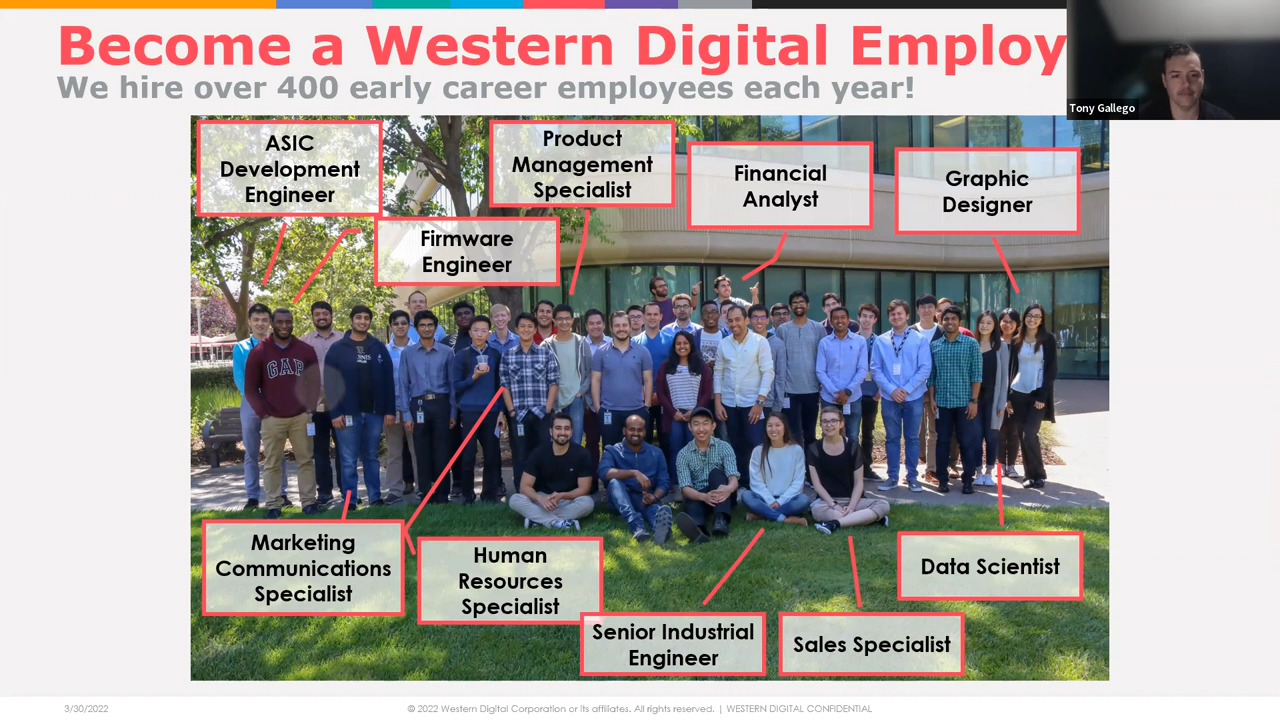 Become a Western Digital Employ
We hire over 400 early career employees each year!
Tony Gallego
ASIC
Development
Engineer
Product
Management
Specialist
Financial
Analyst
Graphic
Designer
Firmware
Engineer
GAP
Marketing
Communications
Specialist
Human
Resources
Specialist
Data Scientist
Senior Industrial
Engineer
Sales Specialist
3/30/2022
© 2022 Western Digital Corporation or its affiliates. All rights reserved. | WESTERN DIGITAL CONFIDENTIAL